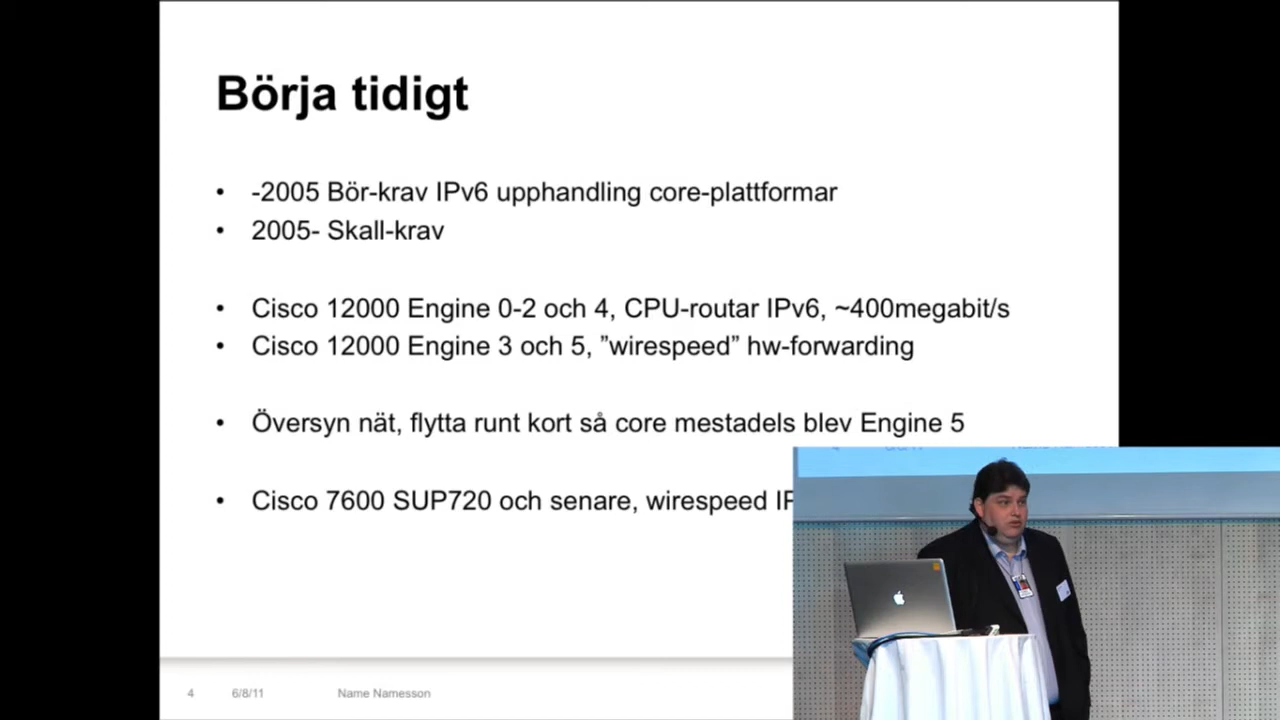 Börja tidigt
• -2005 Bör-krav IPv6 upphandling core-plattformar
• 2005- Skall-krav
• Cisco 12000 Engine 0-2 och 4, CPU-routar IPv6, ~400megabit/s
• Cisco 12000 Engine 3 och 5, ”wirespeed” hw-forwarding
• Översyn nät, flytta runt kort så core mestadels blev Engine 5
• Cisco 7600 SUP720 och senare, wirespeed
4 6/8/11 Name Namesson